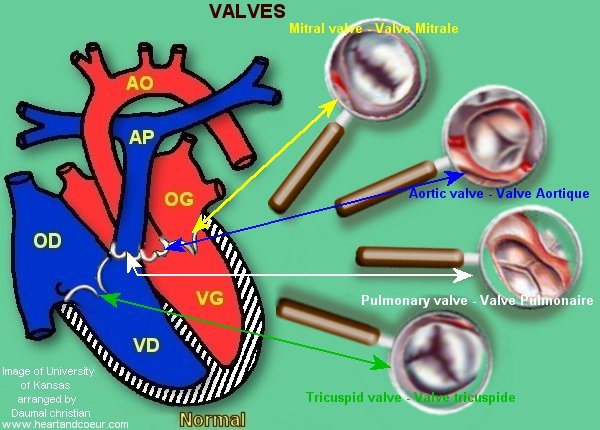 VALVES
Mitral valve - Valve Mitrale
AO
AP
OG
Aortic valve - Valve Aortique
OD
VG
Pulmonary valve - Valve Pulmonaire
VD
Image of University
of Kansas
arranged by
Daumal christian
www.heartandcoeur.com
Tricuspid valve - Valve tricuspide
Normal